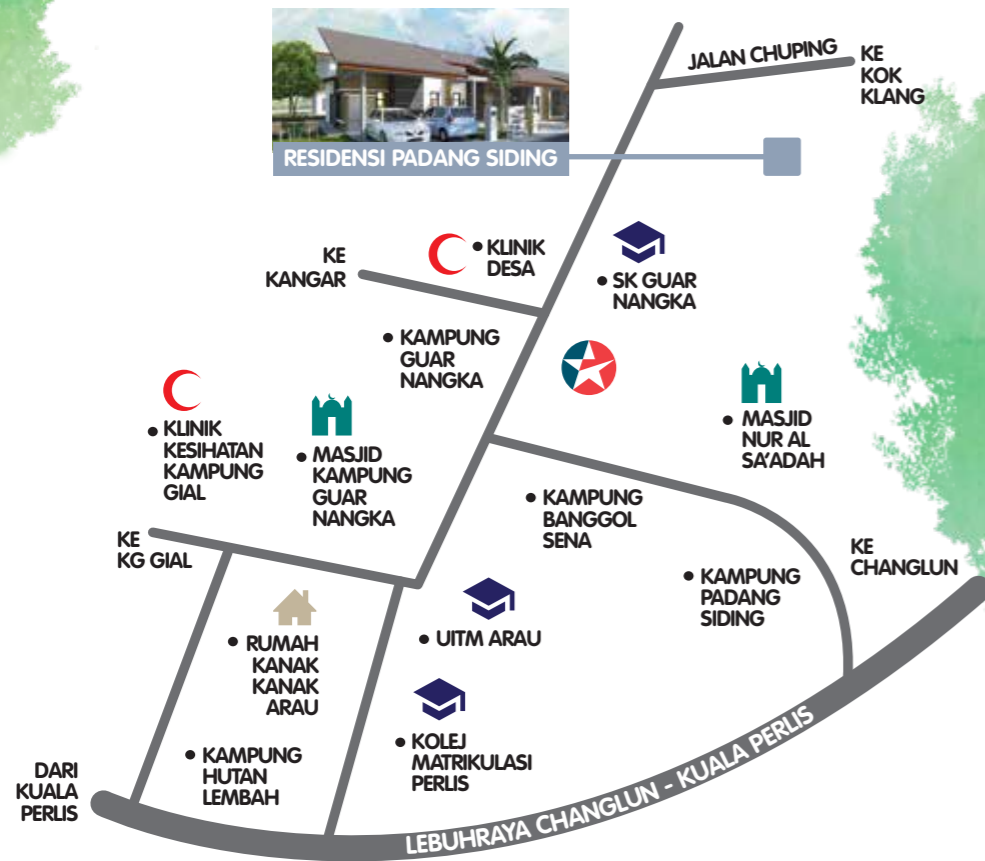 JALAN CHUPING
KE
KOK
KLANG
RESIDENSI PADANG SIDING
KE
KANGAR
• KLINIK
DESA
• SK GUAR
NANGKA
• KAMPUNG
GUAR
NANGKA
• KLINIK
KESIHATAN
KAMPUNG
GIAL
• MASJID
KAMPUNG
GUAR
NANGKA
• MASJID
NUR AL
SA'ADAH
• KAMPUNG
BANGGOL
SENA
KE
KG GIAL
KE
CHANGLUN
• KAMPUNG
PADANG
SIDING
• RUMAH
KANAK
KANAK
ARAU
• UITM ARAU
• KOLEJ
MATRIKULASI
PERLIS
• KAMPUNG
HUTAN
LEMBAH
DARI
KUALA
PERLIS
LEBUHRAYA CHANGLUN - KUALA PERLIS